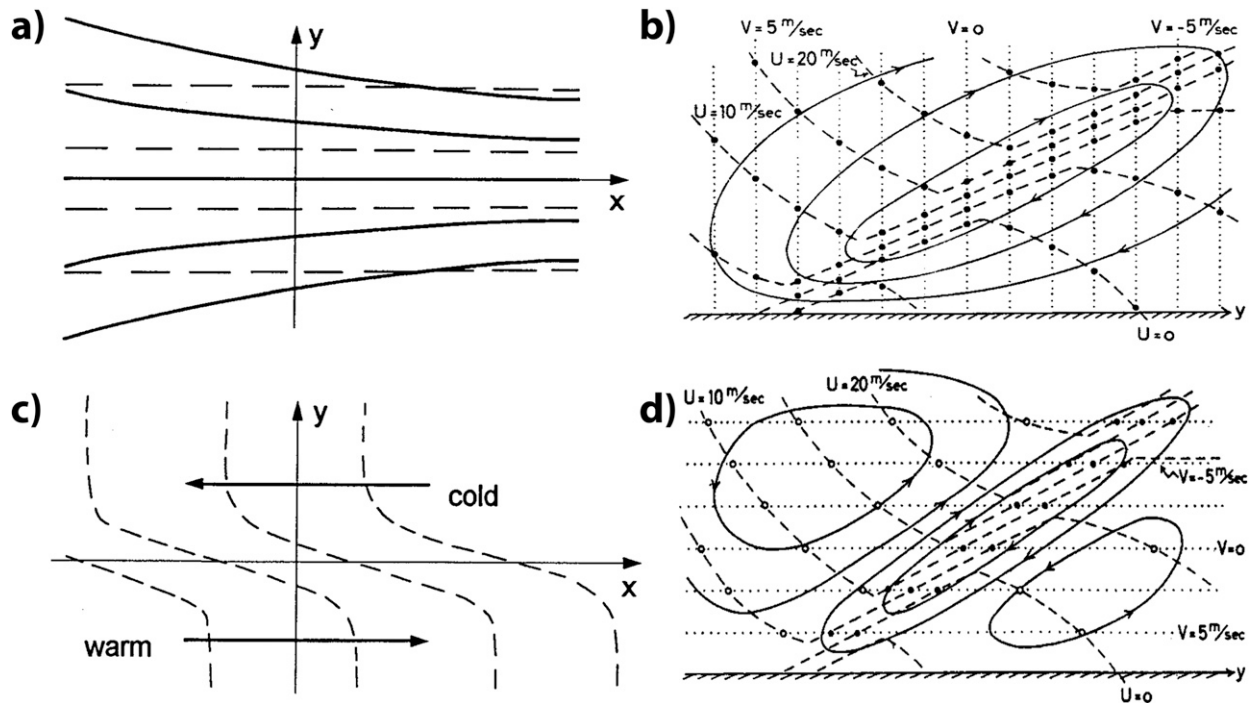 a)
y
x
b)
V=5 m/sec
V=0
V=-5 m/sec
U=20 m/sec
U=10 m/sec
y
U=0
c)
y
cold
x
warm
d)
U=10 m/sec
U=20 m/sec
V=-5 m/sec
V=0
V=5 m/sec
y
U=0